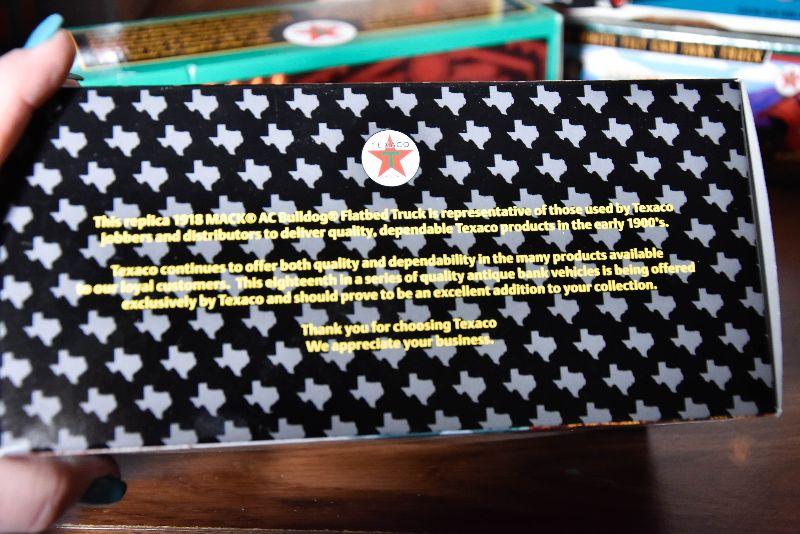 TEXACO
T
This replica 1918 MACK® AC Bulldog® Flatbed Truck is representative of those used by Texaco
jobbers and distributors to deliver quality, dependable Texaco products in the early 1900's.
Texaco continues to offer both quality and dependability in the many products available
to our loyal customers. This eighteenth in a series of quality antique bank vehicles is being offered
exclusively by Texaco and should prove to be an excellent addition to your collection.
Thank you for choosing Texaco
We appreciate your business.